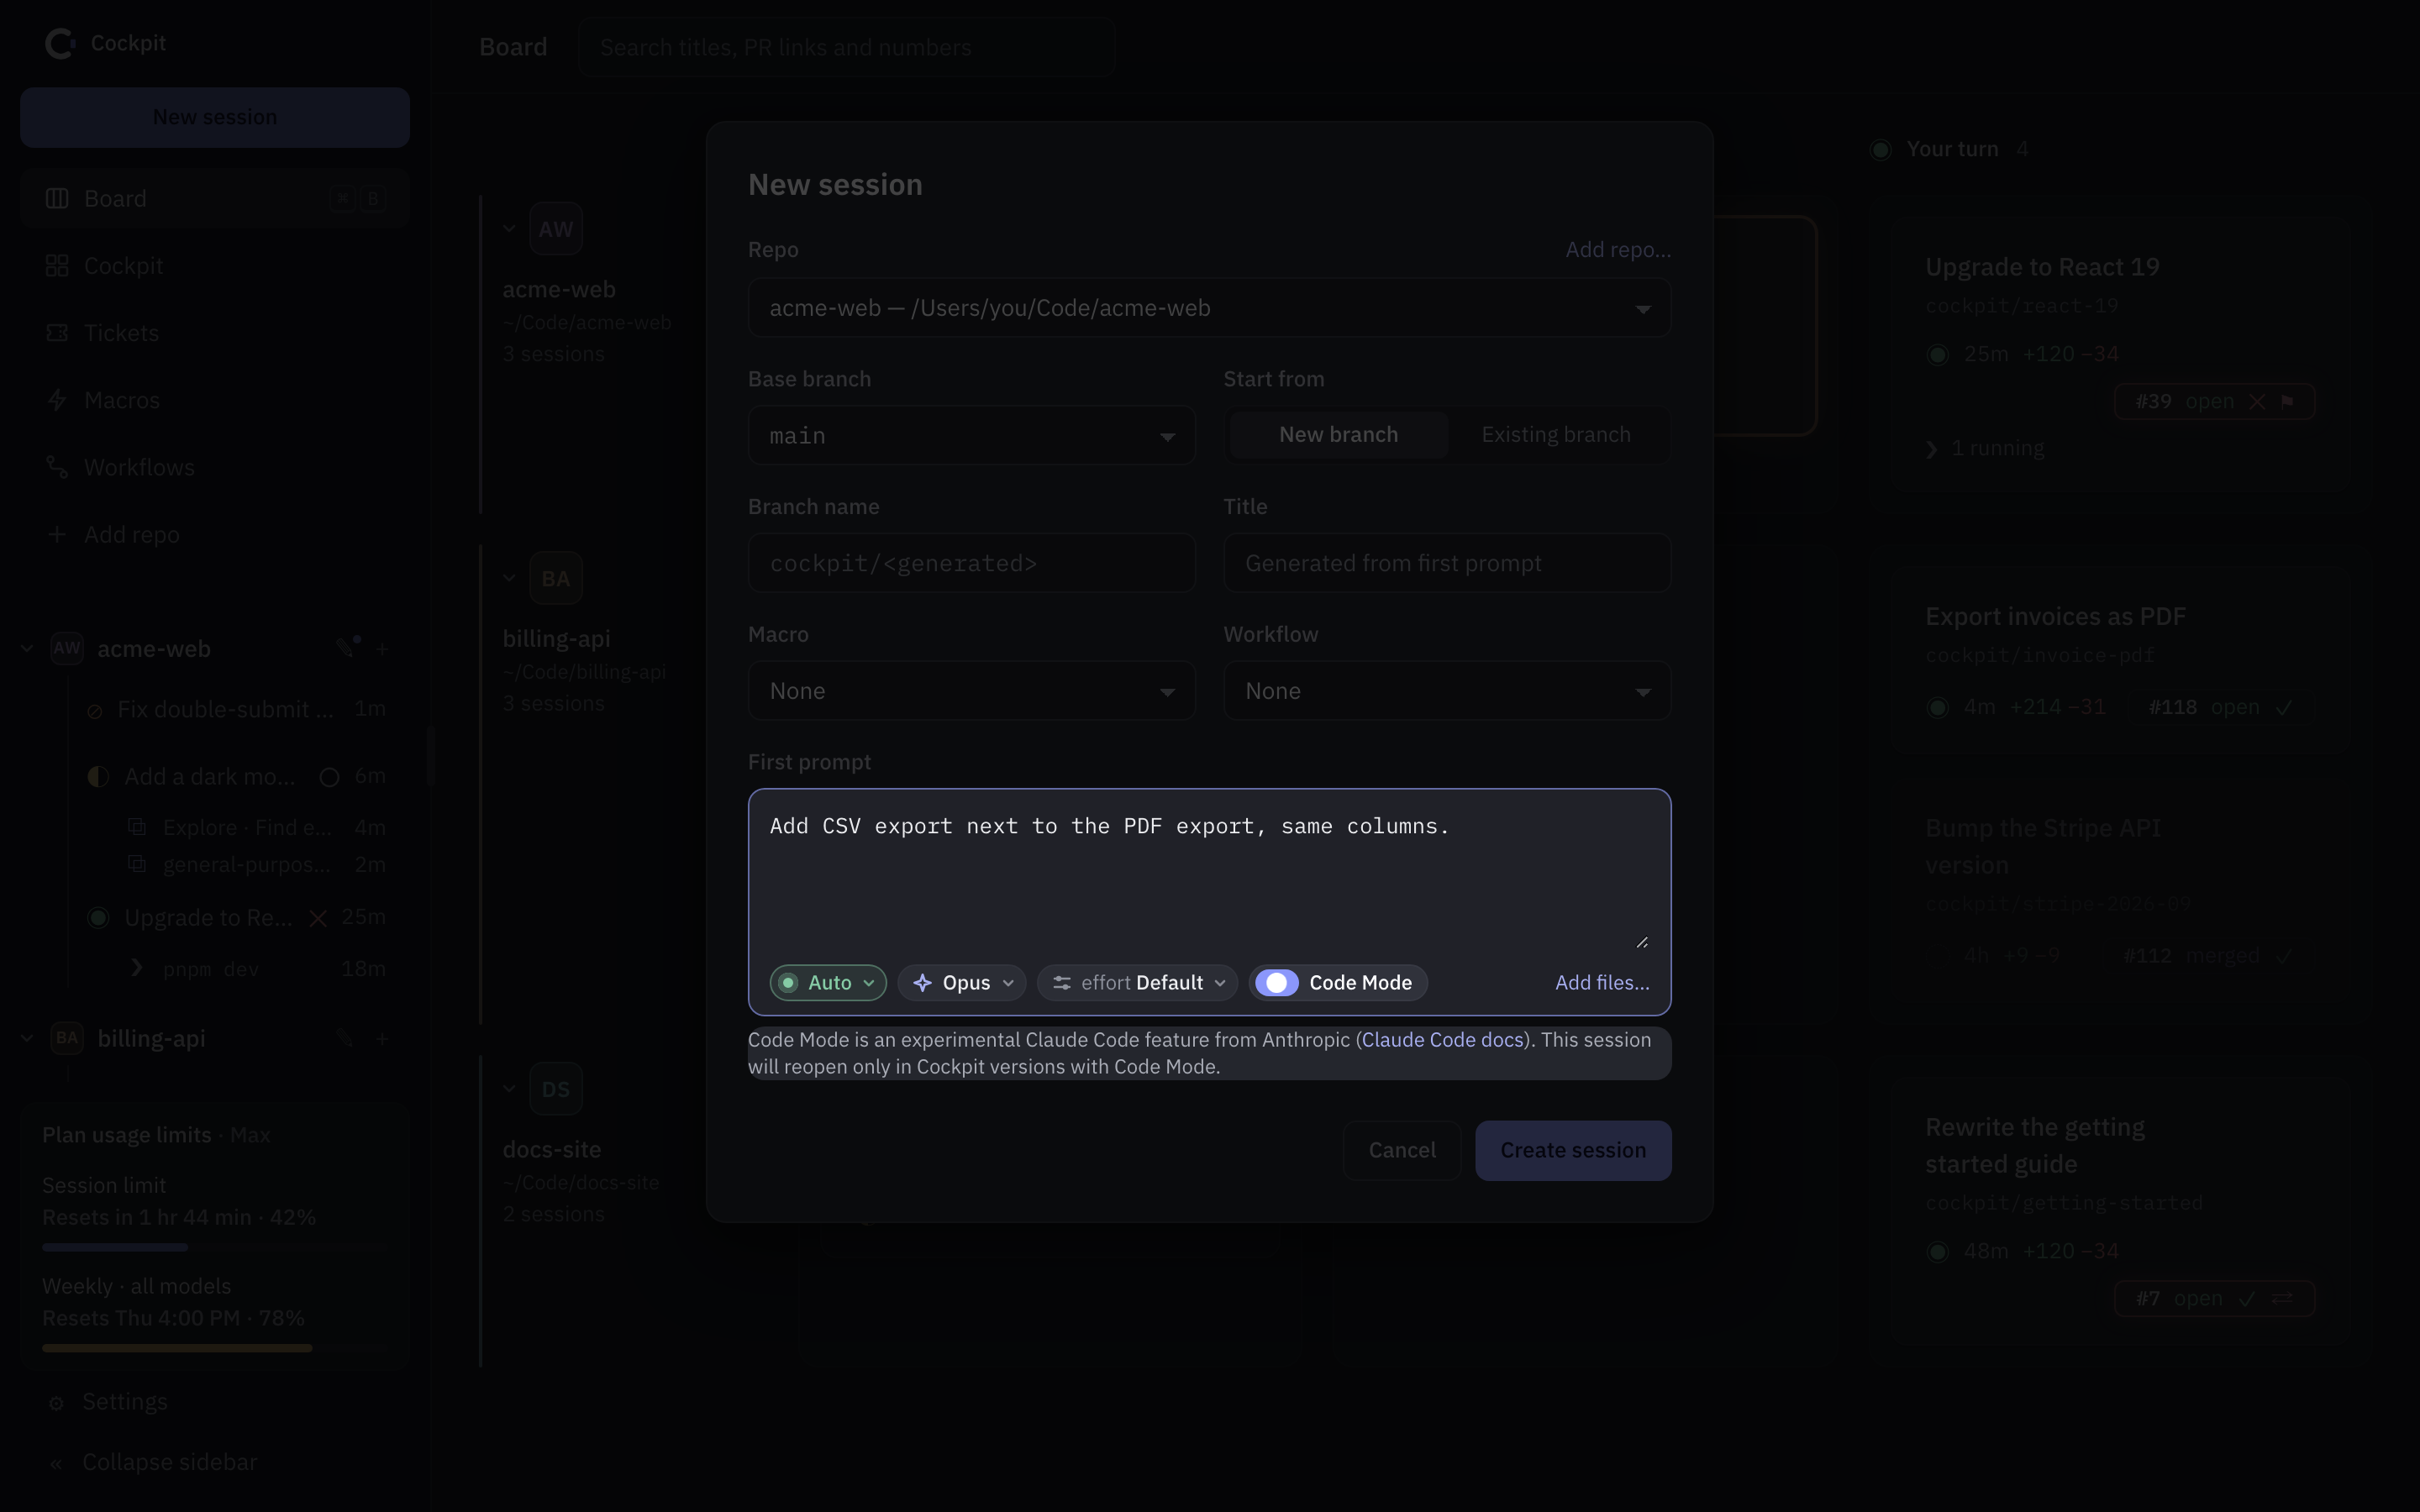 Cockpit
New session
Board
⌘ B
Cockpit
Tickets
Macros
Workflows
Add repo
AW acme-web
Fix double-submit ... 1m
Add a dark mo... 6m
Explore · Find e... 4m
general-purpos... 2m
Upgrade to Re... 25m
pnpm dev 18m
BA billing-api
Plan usage limits · Max
Session limit
Resets in 1 hr 44 min · 42%
Weekly · all models
Resets Thu 4:00 PM · 78%
Settings
Collapse sidebar
Board
Search titles, PR links and numbers
AW
acme-web
~/Code/acme-web
3 sessions
BA
billing-api
~/Code/billing-api
3 sessions
DS
docs-site
~/Code/docs-site
2 sessions
New session
Repo
Add repo...
acme-web — /Users/you/Code/acme-web
Base branch
Start from
main
New branch
Existing branch
Branch name
Title
cockpit/<generated>
Generated from first prompt
Macro
Workflow
None
None
First prompt
Add CSV export next to the PDF export, same columns.
Auto
Opus
effort Default
Code Mode
Add files...
Code Mode is an experimental Claude Code feature from Anthropic (Claude Code docs). This session
will reopen only in Cockpit versions with Code Mode.
Cancel
Create session
Your turn 4
Upgrade to React 19
cockpit/react-19
25m +120 −34
#39 open
1 running
Export invoices as PDF
cockpit/invoice-pdf
4m +214 −31 #118 open
Bump the Stripe API
version
cockpit/stripe-2026-09
4h +9 −9 #112 merged
Rewrite the getting
started guide
cockpit/getting-started
48m +120 −34
#7 open